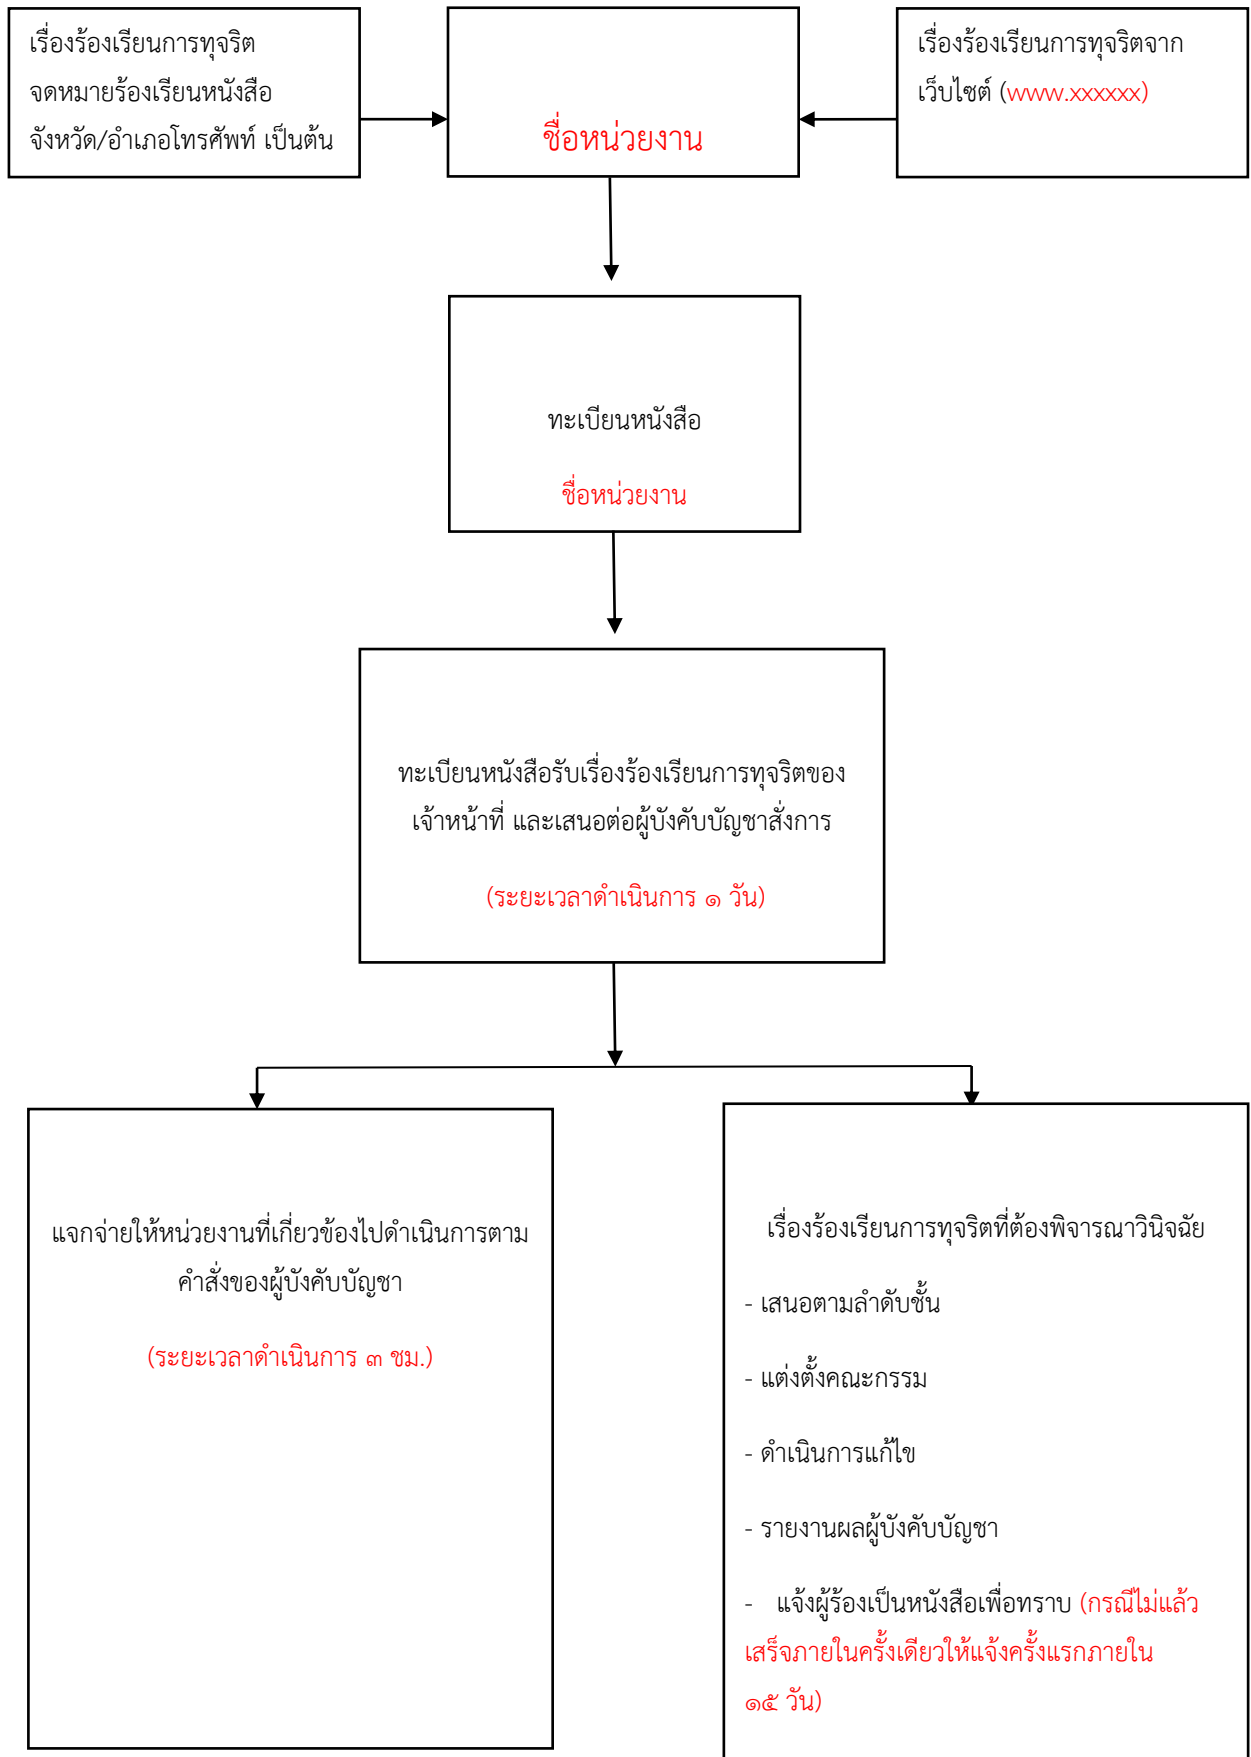 เรื่องร้องเรียนการทุจริต
จดหมายร้องเรียนหนังสือ
จังหวัด/อำเภอโทรศัพท์ เป็นต้น
ชื่อหน่วยงาน
เรื่องร้องเรียนการทุจริตจาก
เว็บไซต์ (www.xxxxxx)
ทะเบียนหนังสือ
ชื่อหน่วยงาน
ทะเบียนหนังสือรับเรื่องร้องเรียนการทุจริตของ
เจ้าหน้าที่ และเสนอต่อผู้บังคับบัญชาสั่งการ
(ระยะเวลาดำเนินการ ๑ วัน)
แจกจ่ายให้หน่วยงานที่เกี่ยวข้องไปดำเนินการตาม
คำสั่งของผู้บังคับบัญชา
(ระยะเวลาดำเนินการ ๓ ชม.)
เรื่องร้องเรียนการทุจริตที่ต้องพิจารณาวินิจฉัย
- เสนอตามลำดับชั้น
- แต่งตั้งคณะกรรม
- ดำเนินการแก้ไข
- รายงานผลผู้บังคับบัญชา
- แจ้งผู้ร้องเป็นหนังสือเพื่อทราบ (กรณีไม่แล้ว
เสร็จภายในครั้งเดียวให้แจ้งครั้งแรกภายใน
๑๕ วัน)